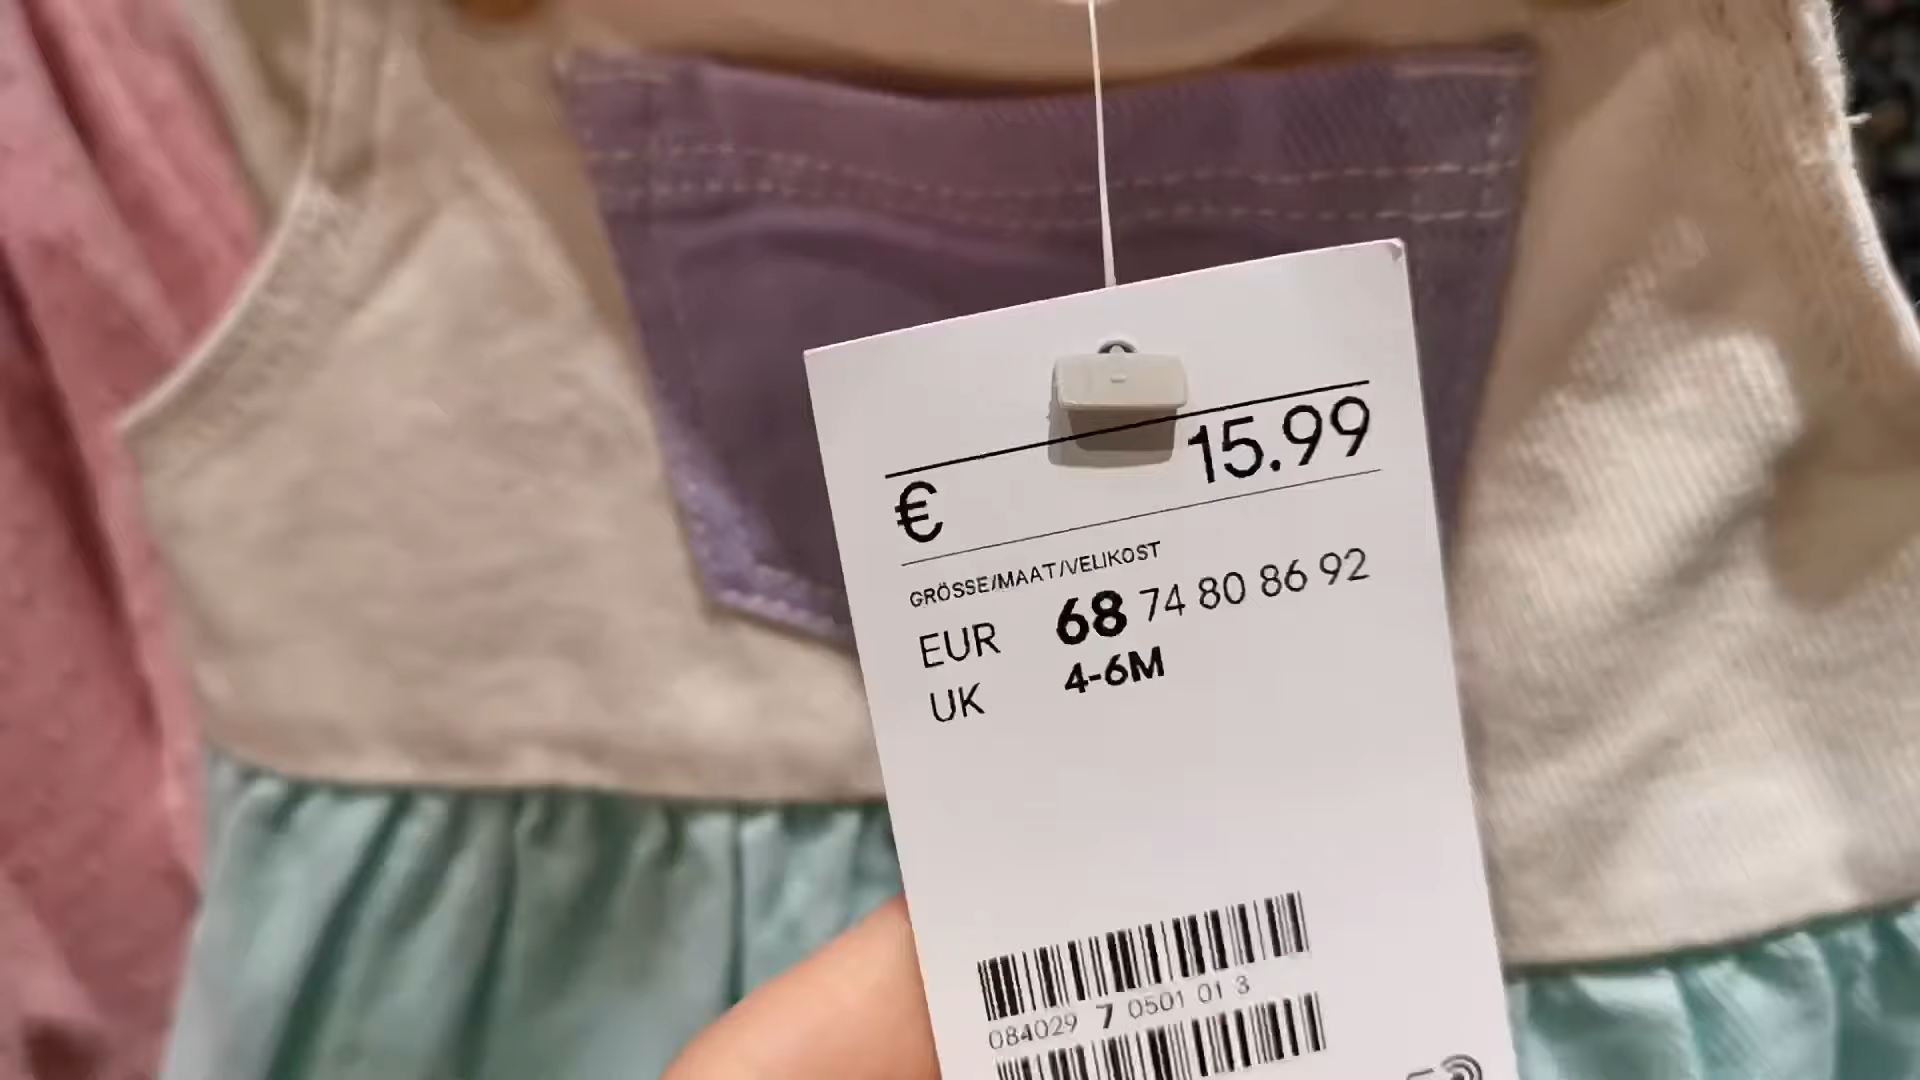 € 15.99
GRÖSSE/MAAT/VELIKOST
EUR 68 74 80 86 92
UK 4-6M
084029 7 0501 01 3